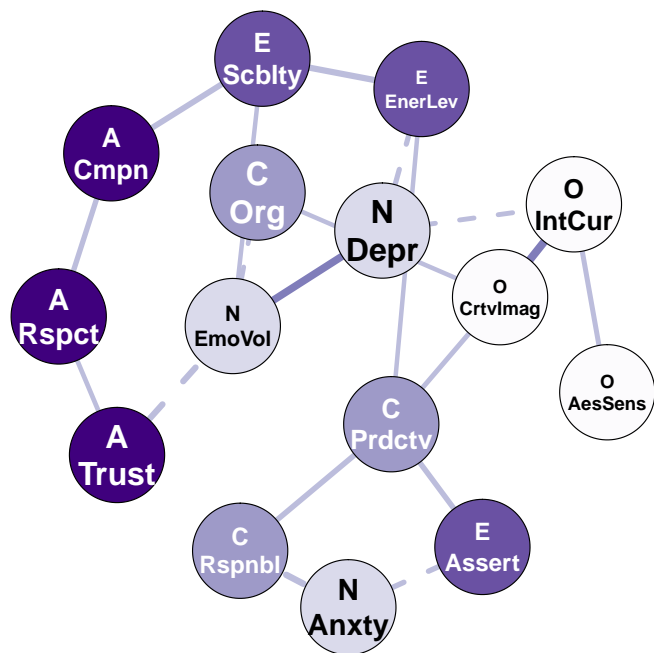 E
Scblty
E
EnerLev
A
Cmpn
C
Org
O
IntCur
N
Depr
O
CrtvImag
A
Rspct
N
EmoVol
O
AesSens
C
Prdctv
A
Trust
C
Rspnbl
E
Assert
N
Anxty